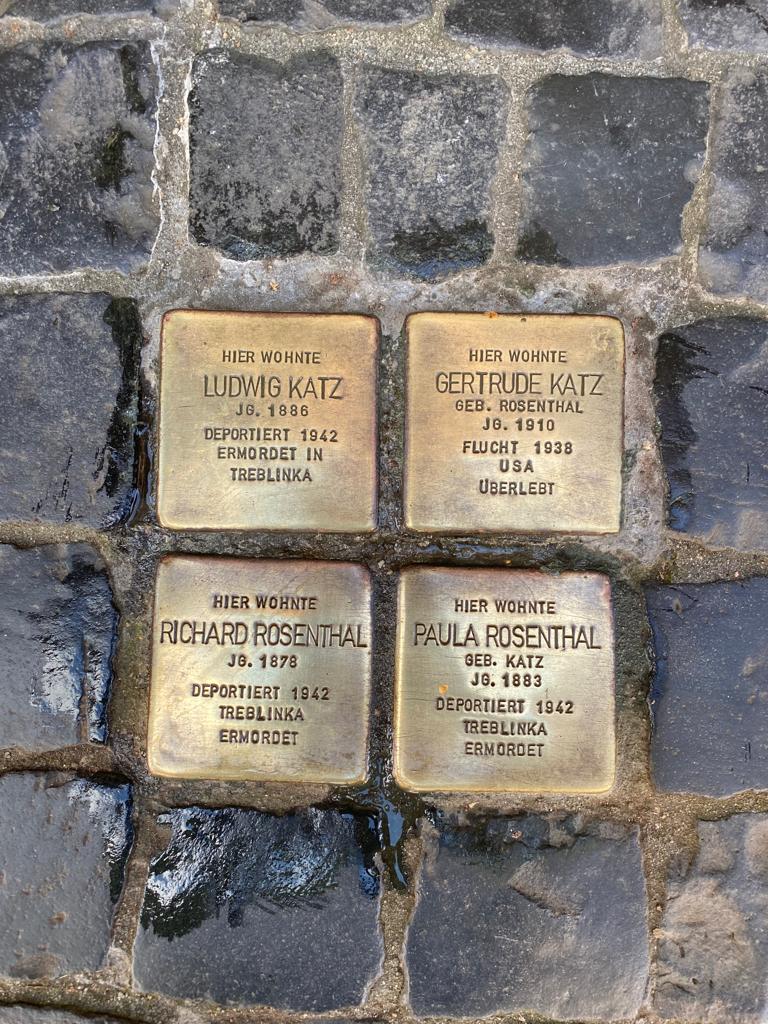 HIER WOHNTE
LUDWIG KATZ
JG. 1886
DEPORTIERT 1942
ERMORDET IN
TREBLINKA
HIER WOHNTE
GERTRUDE KATZ
GEB. ROSENTHAL
JG. 1910
FLUCHT 1938
USA
ÜBERLEBT
HIER WOHNTE
RICHARD ROSENTHAL
JG. 1878
DEPORTIERT 1942
TREBLINKA
ERMORDET
HIER WOHNTE
PAULA ROSENTHAL
GEB. KATZ
JG. 1883
DEPORTIERT 1942
TREBLINKA
ERMORDET